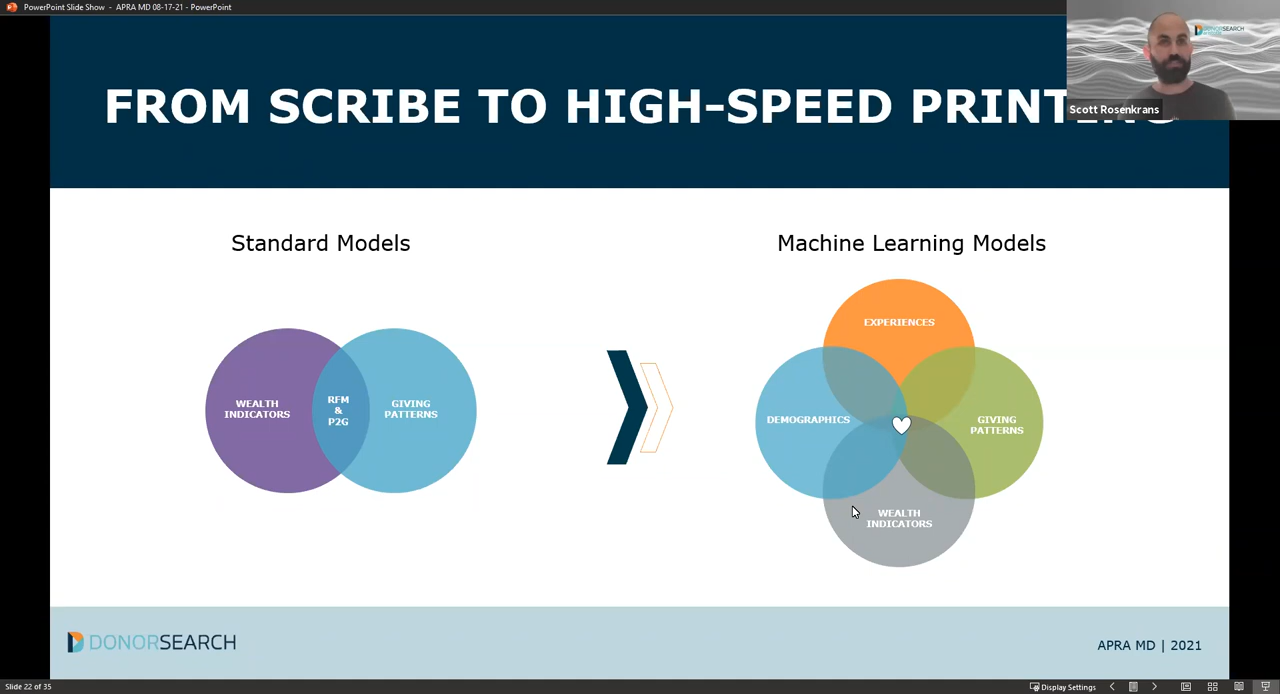 PowerPoint Slide Show - APRA MD 08-17-21 - PowerPoint
DONORSEARCH
Scott Rosenkrans
FROM SCRIBE TO HIGH-SPEED PRINTING
Standard Models
Machine Learning Models
WEALTH
INDICATORS
RFM
&
P2G
GIVING
PATTERNS
EXPERIENCES
DEMOGRAPHICS
GIVING
PATTERNS
WEALTH
INDICATORS
DONORSEARCH
APRA MD | 2021
Slide 22 of 35
Display Settings